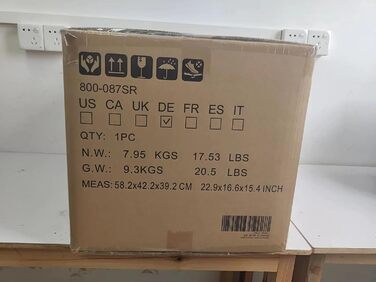 800-087SR
US CA UK DE FR ES IT
QTY: 1PC
N.W.: 7.95 KGS 17.53 LBS
G.W.: 9.3KGS 20.5 LBS
MEAS: 58.2x42.2x39.2 CM 22.9x16.6x15.4 INCH